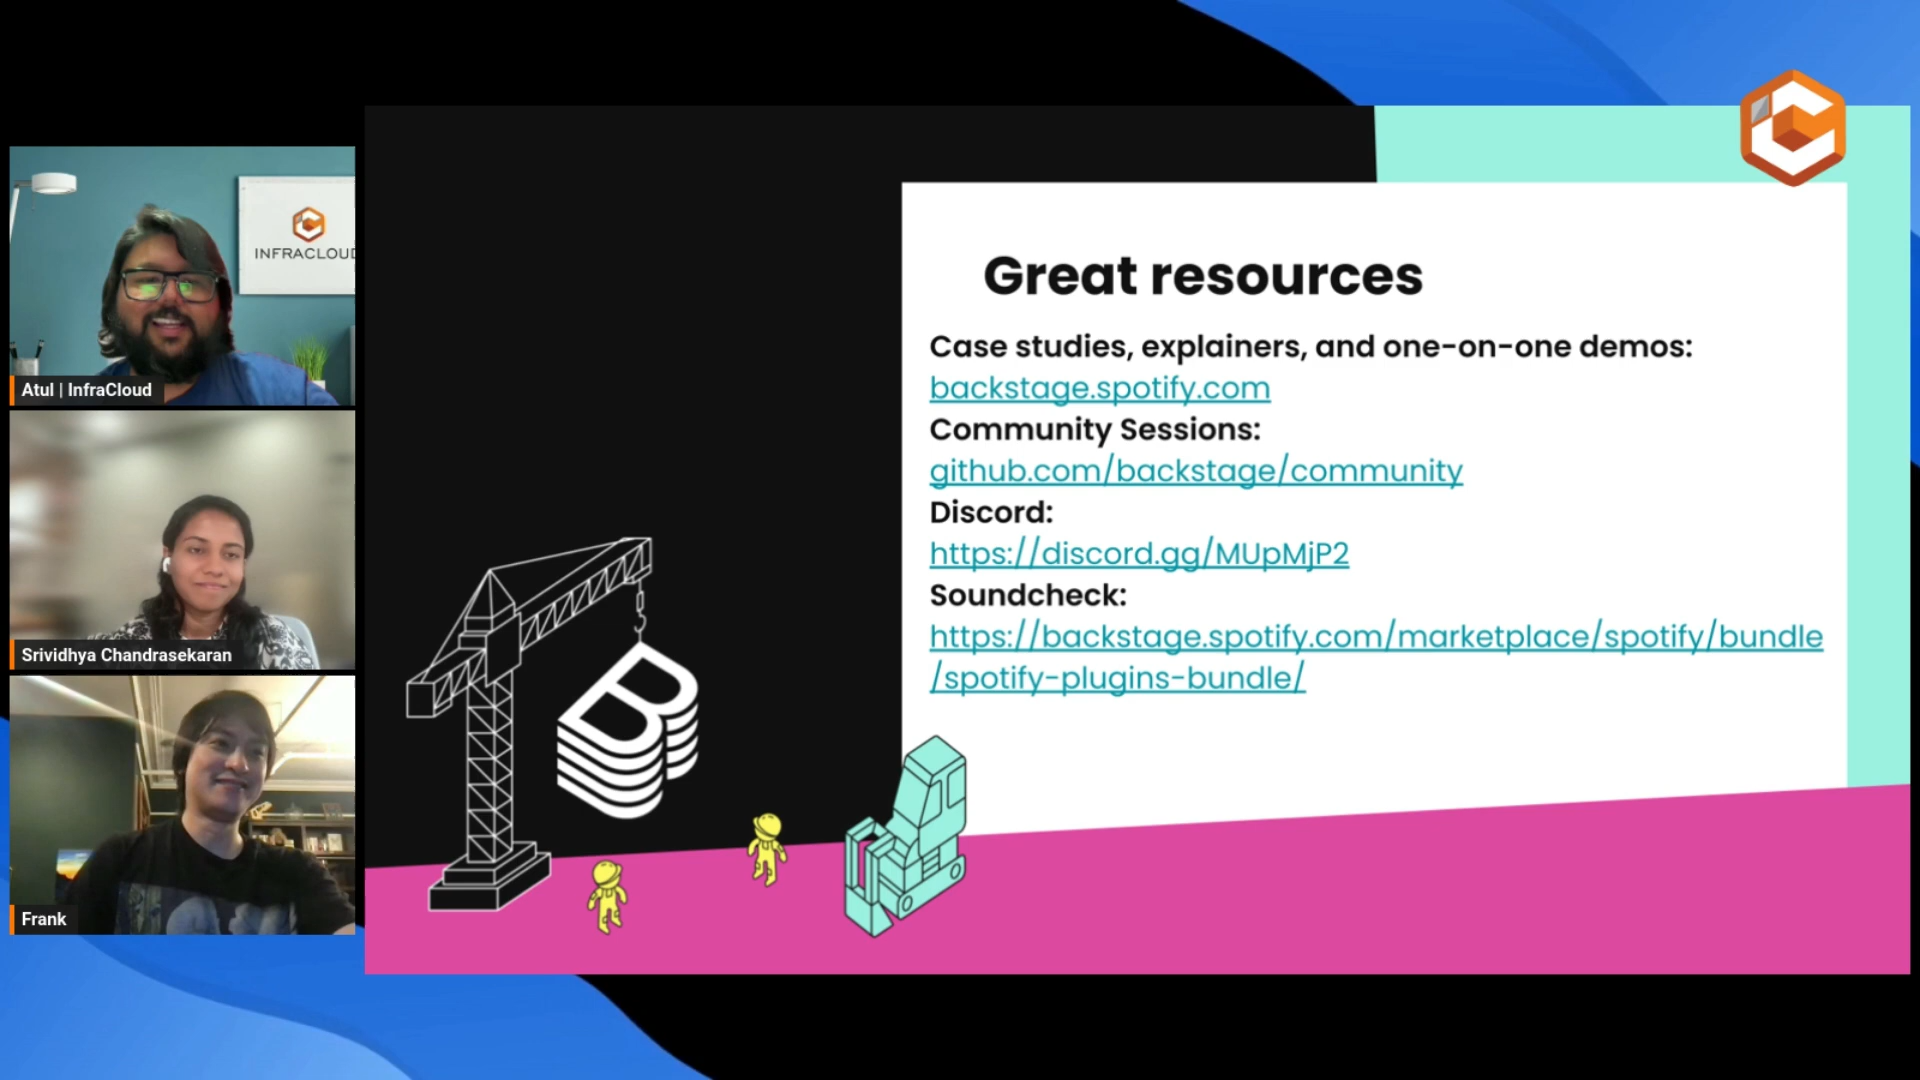 INFRACLOUD
Atul | InfraCloud
Srividhya Chandrasekaran
Frank
Great resources
Case studies, explainers, and one-on-one demos:
backstage.spotify.com
Community Sessions:
github.com/backstage/community
Discord:
https://discord.gg/MUpMjP2
Soundcheck:
https://backstage.spotify.com/marketplace/spotify/bundle
/spotify-plugins-bundle/
B